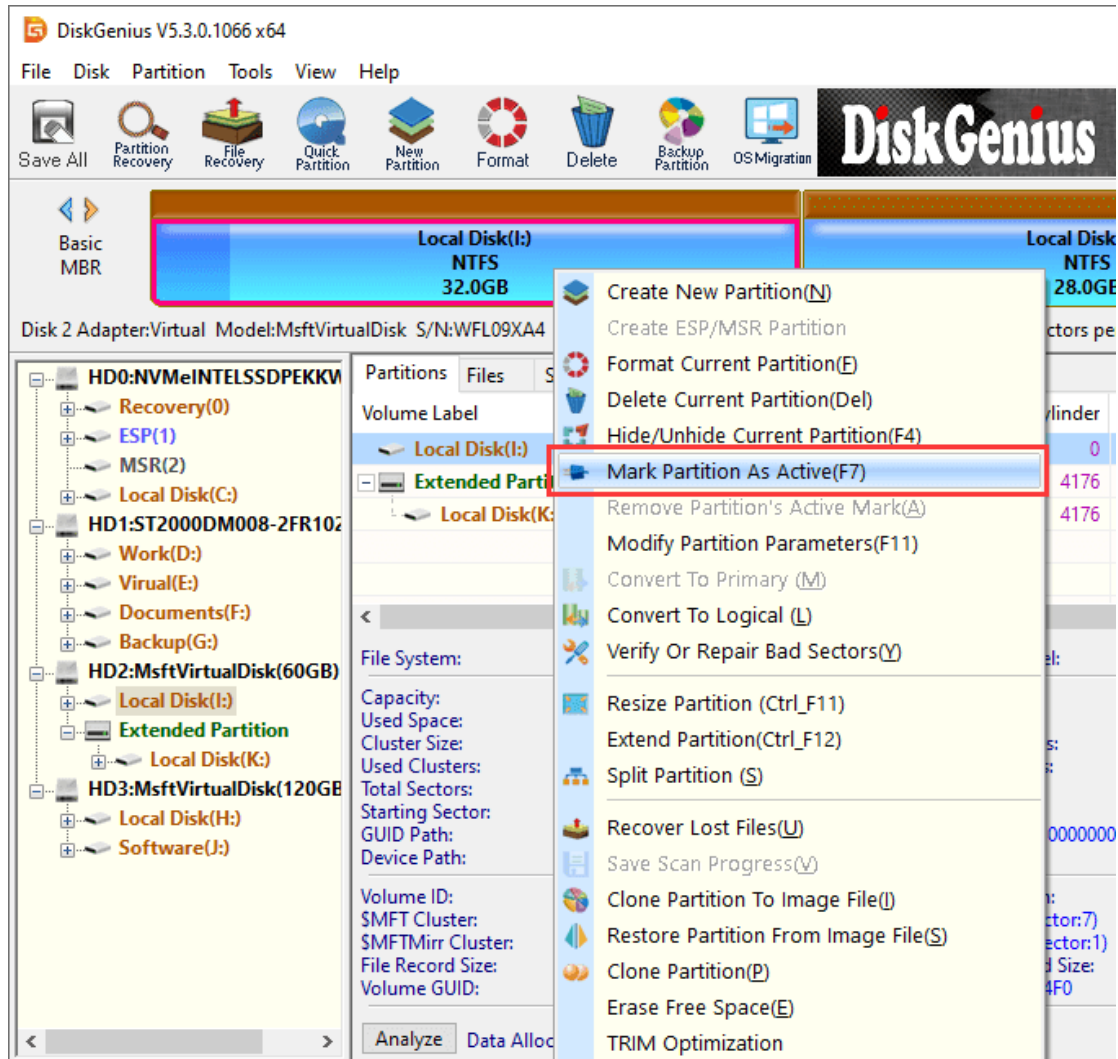 DiskGenius V5.3.0.1066 x64
File Disk Partition Tools View Help
Save All
Partition Recovery
File Recovery
Quick Partition
New Partition
Format
Delete
Backup Partition
OS Migration
DiskGenius
Basic
MBR
Local Disk(I:)
NTFS
32.0GB
Local Disk
NTFS
28.0GB
Disk 2 Adapter:Virtual Model:MsftVirtualDisk S/N:WFL09XA4
ctors pe
HD0:NVMeINTELSSDPEKKW
Recovery(0)
ESP(1)
MSR(2)
Local Disk(C:)
HD1:ST2000DM008-2FR102
Work(D:)
Virual(E:)
Documents(F:)
Backup(G:)
HD2:MsftVirtualDisk(60GB)
Local Disk(I:)
Extended Partition
Local Disk(K:)
HD3:MsftVirtualDisk(120GB
Local Disk(H:)
Software(J:)
Partitions Files S
Volume Label
ylinder
Local Disk(I:)
0
Extended Parti
4176
Local Disk(K:
4176
File System:
el:
Capacity:
Used Space:
Cluster Size:
s:
Used Clusters:
s:
Total Sectors:
Starting Sector:
GUID Path:
0000000
Device Path:
Volume ID:
$MFT Cluster:
ctor:7)
$MFTMirr Cluster:
ector:1)
File Record Size:
d Size:
Volume GUID:
4F0
Analyze Data Alloc
Create New Partition(N)
Create ESP/MSR Partition
Format Current Partition(F)
Delete Current Partition(Del)
Hide/Unhide Current Partition(F4)
Mark Partition As Active(F7)
Remove Partition's Active Mark(A)
Modify Partition Parameters(F11)
Convert To Primary (M)
Convert To Logical (L)
Verify Or Repair Bad Sectors(Y)
Resize Partition (Ctrl_F11)
Extend Partition(Ctrl_F12)
Split Partition (S)
Recover Lost Files(U)
Save Scan Progress(V)
Clone Partition To Image File(I)
Restore Partition From Image File(S)
Clone Partition(P)
Erase Free Space(E)
TRIM Optimization